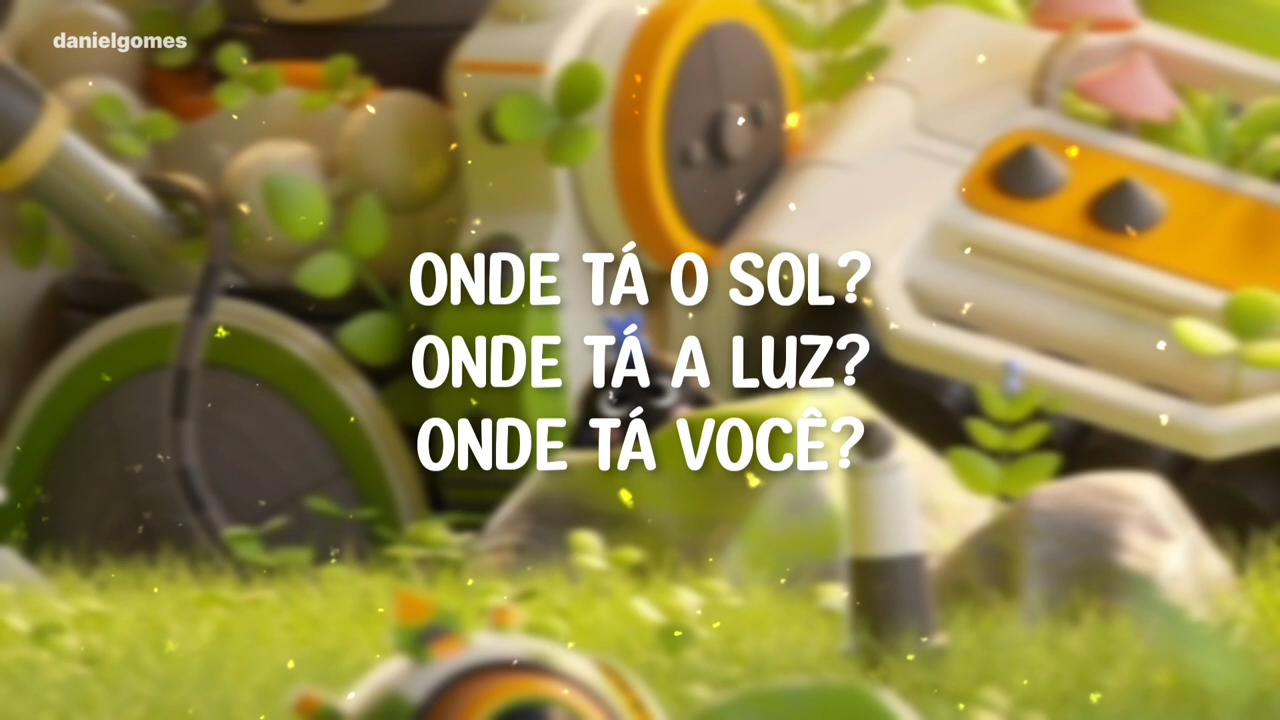 danielgomes
ONDE TÁ O SOL?
ONDE TÁ A LUZ?
ONDE TÁ VOCÊ?